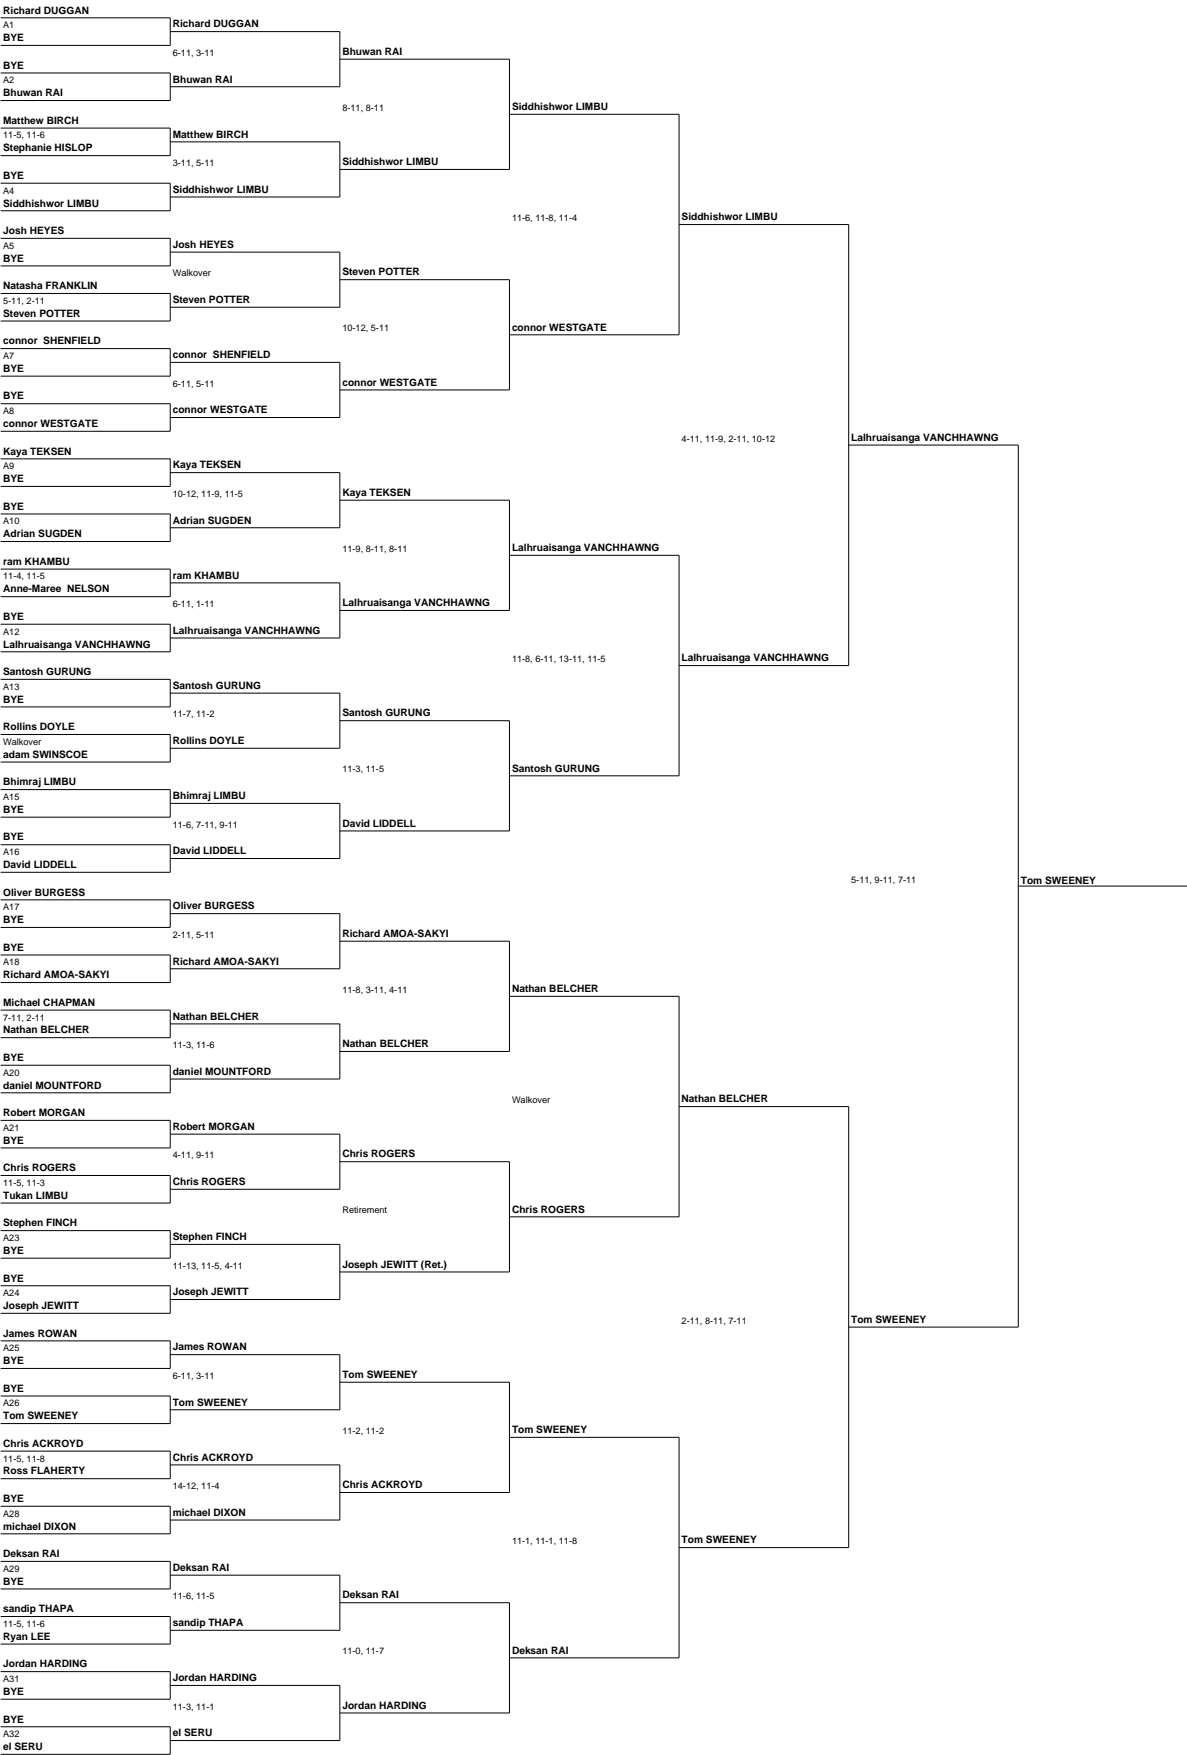 Richard DUGGAN
A1
BYE
BYE
A2
Bhuwan RAI
Matthew BIRCH
11-5, 11-6
Stephanie HISLOP
BYE
A4
Siddhishwor LIMBU
Josh HEYES
A5
BYE
Natasha FRANKLIN
5-11, 2-11
Steven POTTER
connor  SHENFIELD
A7
BYE
BYE
A8
connor WESTGATE
Kaya TEKSEN
A9
BYE
BYE
A10
Adrian SUGDEN
ram KHAMBU
11-4, 11-5
Anne-Maree  NELSON
BYE
A12
Lalhruaisanga VANCHHAWNG
Santosh GURUNG
A13
BYE
Rollins DOYLE
Walkover
adam SWINSCOE
Bhimraj LIMBU
A15
BYE
BYE
A16
David LIDDELL
Oliver BURGESS
A17
BYE
BYE
A18
Richard AMOA-SAKYI
Michael CHAPMAN
7-11, 2-11
Nathan BELCHER
BYE
A20
daniel MOUNTFORD
Robert MORGAN
A21
BYE
Chris ROGERS
11-5, 11-3
Tukan LIMBU
Stephen FINCH
A23
BYE
BYE
A24
Joseph JEWITT
James ROWAN
A25
BYE
BYE
A26
Tom SWEENEY
Chris ACKROYD
11-5, 11-8
Ross FLAHERTY
BYE
A28
michael DIXON
Deksan RAI
A29
BYE
sandip THAPA
11-5, 11-6
Ryan LEE
Jordan HARDING
A31
BYE
BYE
A32
el SERU
Richard DUGGAN
6-11, 3-11
Bhuwan RAI
Matthew BIRCH
3-11, 5-11
Siddhishwor LIMBU
Josh HEYES
Walkover
Steven POTTER
connor  SHENFIELD
6-11, 5-11
connor WESTGATE
Kaya TEKSEN
10-12, 11-9, 11-5
Adrian SUGDEN
ram KHAMBU
6-11, 1-11
Lalhruaisanga VANCHHAWNG
Santosh GURUNG
11-7, 11-2
Rollins DOYLE
Bhimraj LIMBU
11-6, 7-11, 9-11
David LIDDELL
Oliver BURGESS
2-11, 5-11
Richard AMOA-SAKYI
Nathan BELCHER
11-3, 11-6
daniel MOUNTFORD
Robert MORGAN
4-11, 9-11
Chris ROGERS
Stephen FINCH
11-13, 11-5, 4-11
Joseph JEWITT
James ROWAN
6-11, 3-11
Tom SWEENEY
Chris ACKROYD
14-12, 11-4
michael DIXON
Deksan RAI
11-6, 11-5
sandip THAPA
Jordan HARDING
11-3, 11-1
el SERU
Bhuwan RAI
8-11, 8-11
Siddhishwor LIMBU
Steven POTTER
10-12, 5-11
connor WESTGATE
Kaya TEKSEN
11-9, 8-11, 8-11
Lalhruaisanga VANCHHAWNG
Santosh GURUNG
11-3, 11-5
David LIDDELL
Richard AMOA-SAKYI
11-8, 3-11, 4-11
Nathan BELCHER
Chris ROGERS
Retirement
Joseph JEWITT (Ret.)
Tom SWEENEY
11-2, 11-2
Chris ACKROYD
Deksan RAI
11-0, 11-7
Jordan HARDING
Siddhishwor LIMBU
11-6, 11-8, 11-4
connor WESTGATE
Lalhruaisanga VANCHHAWNG
11-8, 6-11, 13-11, 11-5
Santosh GURUNG
Nathan BELCHER
Walkover
Chris ROGERS
Tom SWEENEY
11-1, 11-1, 11-8
Deksan RAI
Siddhishwor LIMBU
4-11, 11-9, 2-11, 10-12
Lalhruaisanga VANCHHAWNG
Nathan BELCHER
2-11, 8-11, 7-11
Tom SWEENEY
Lalhruaisanga VANCHHAWNG
5-11, 9-11, 7-11
Tom SWEENEY
Tom SWEENEY